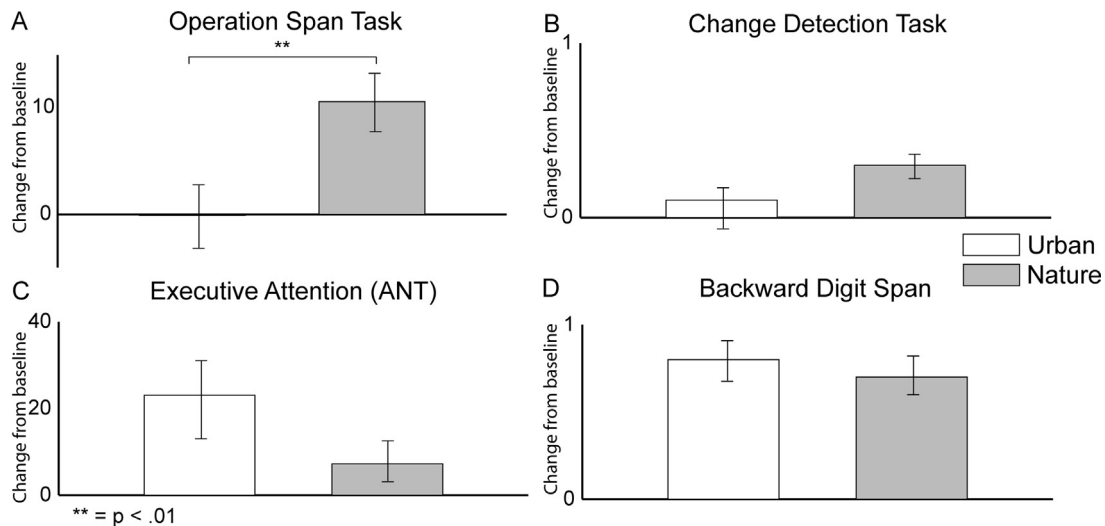 A
Operation Span Task
**
Change from baseline
10
0
B
Change Detection Task
Change from baseline
1
0
Urban
Nature
C
Executive Attention (ANT)
Change from baseline
40
20
0
** = p < .01
D
Backward Digit Span
Change from baseline
1
0